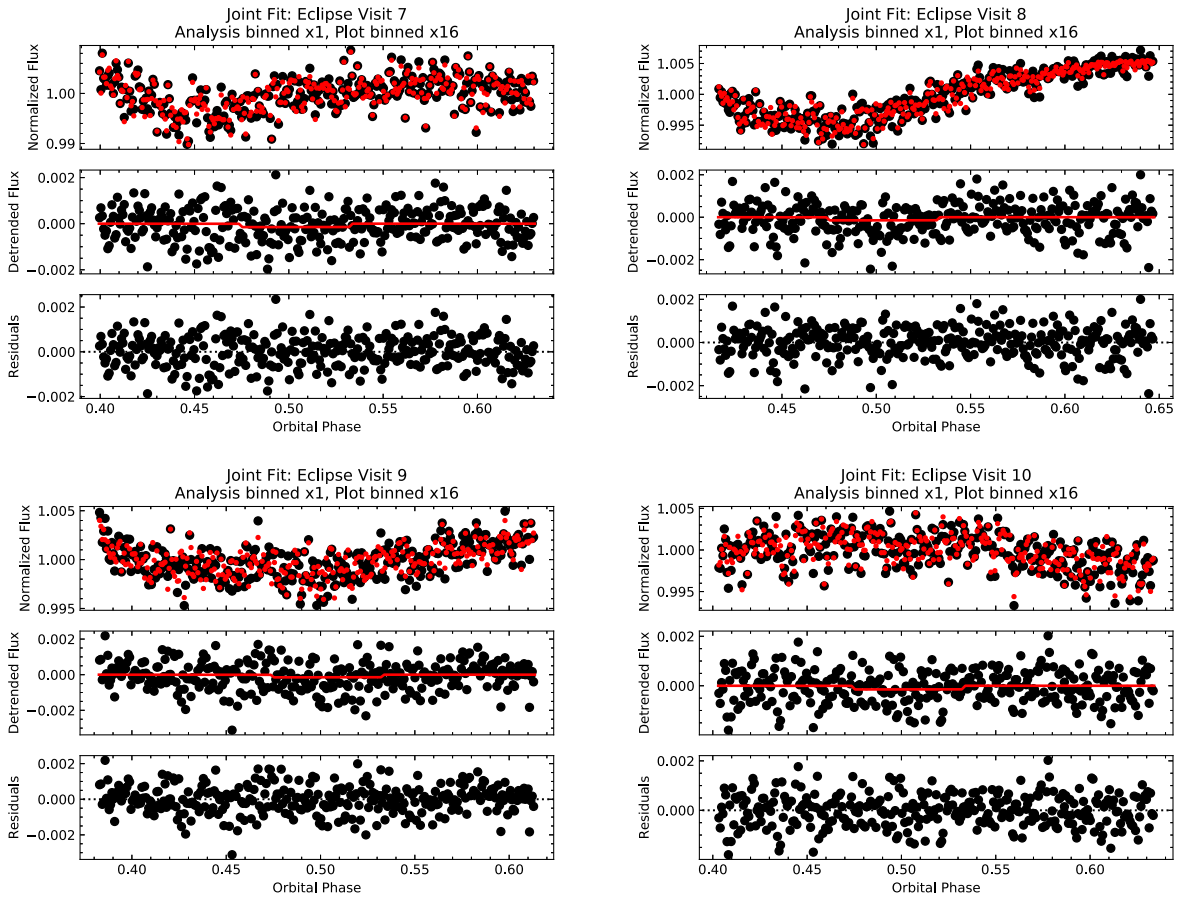 Joint Fit: Eclipse Visit 7
Analysis binned x1, Plot binned x16
Normalized Flux
1.00
0.99
Detrended Flux
0.002
0.000
−0.002
Residuals
0.002
0.000
−0.002
0.40 0.45 0.50 0.55 0.60
Orbital Phase
Joint Fit: Eclipse Visit 8
Analysis binned x1, Plot binned x16
Normalized Flux
1.005
1.000
0.995
Detrended Flux
0.002
0.000
−0.002
Residuals
0.002
0.000
−0.002
0.45 0.50 0.55 0.60 0.65
Orbital Phase
Joint Fit: Eclipse Visit 9
Analysis binned x1, Plot binned x16
Normalized Flux
1.005
1.000
0.995
Detrended Flux
0.002
0.000
−0.002
Residuals
0.002
0.000
−0.002
0.40 0.45 0.50 0.55 0.60
Orbital Phase
Joint Fit: Eclipse Visit 10
Analysis binned x1, Plot binned x16
Normalized Flux
1.005
1.000
0.995
Detrended Flux
0.002
0.000
Residuals
0.002
0.000
0.40 0.45 0.50 0.55 0.60
Orbital Phase